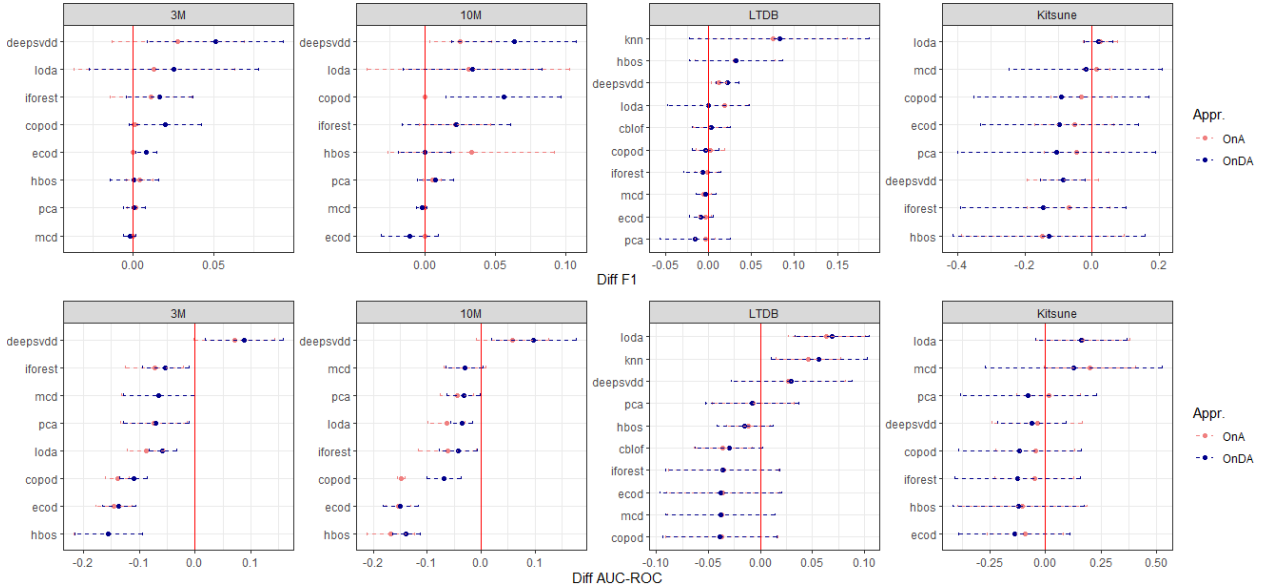 3M
10M
LTDB
Kitsune
deepsvdd
loda
iforest
copod
ecod
hbos
pca
mcd
0.00
0.05
deepsvdd
loda
copod
iforest
hbos
pca
mcd
ecod
0.00
0.05
0.10
knn
hbos
deepsvdd
loda
cblof
copod
iforest
mcd
ecod
pca
-0.05
0.00
0.05
0.10
0.15
loda
mcd
copod
ecod
pca
deepsvdd
iforest
hbos
-0.4
-0.2
0.0
0.2
Appr.
OnA
OnDA
Diff F1
3M
10M
LTDB
Kitsune
deepsvdd
iforest
mcd
pca
loda
copod
ecod
hbos
-0.2
-0.1
0.0
0.1
deepsvdd
mcd
pca
loda
iforest
copod
ecod
hbos
-0.2
-0.1
0.0
0.1
loda
knn
deepsvdd
pca
hbos
cblof
iforest
ecod
mcd
copod
-0.10
-0.05
0.00
0.05
0.10
loda
mcd
pca
deepsvdd
copod
iforest
hbos
ecod
-0.25
0.00
0.25
0.50
Appr.
OnA
OnDA
Diff AUC-ROC